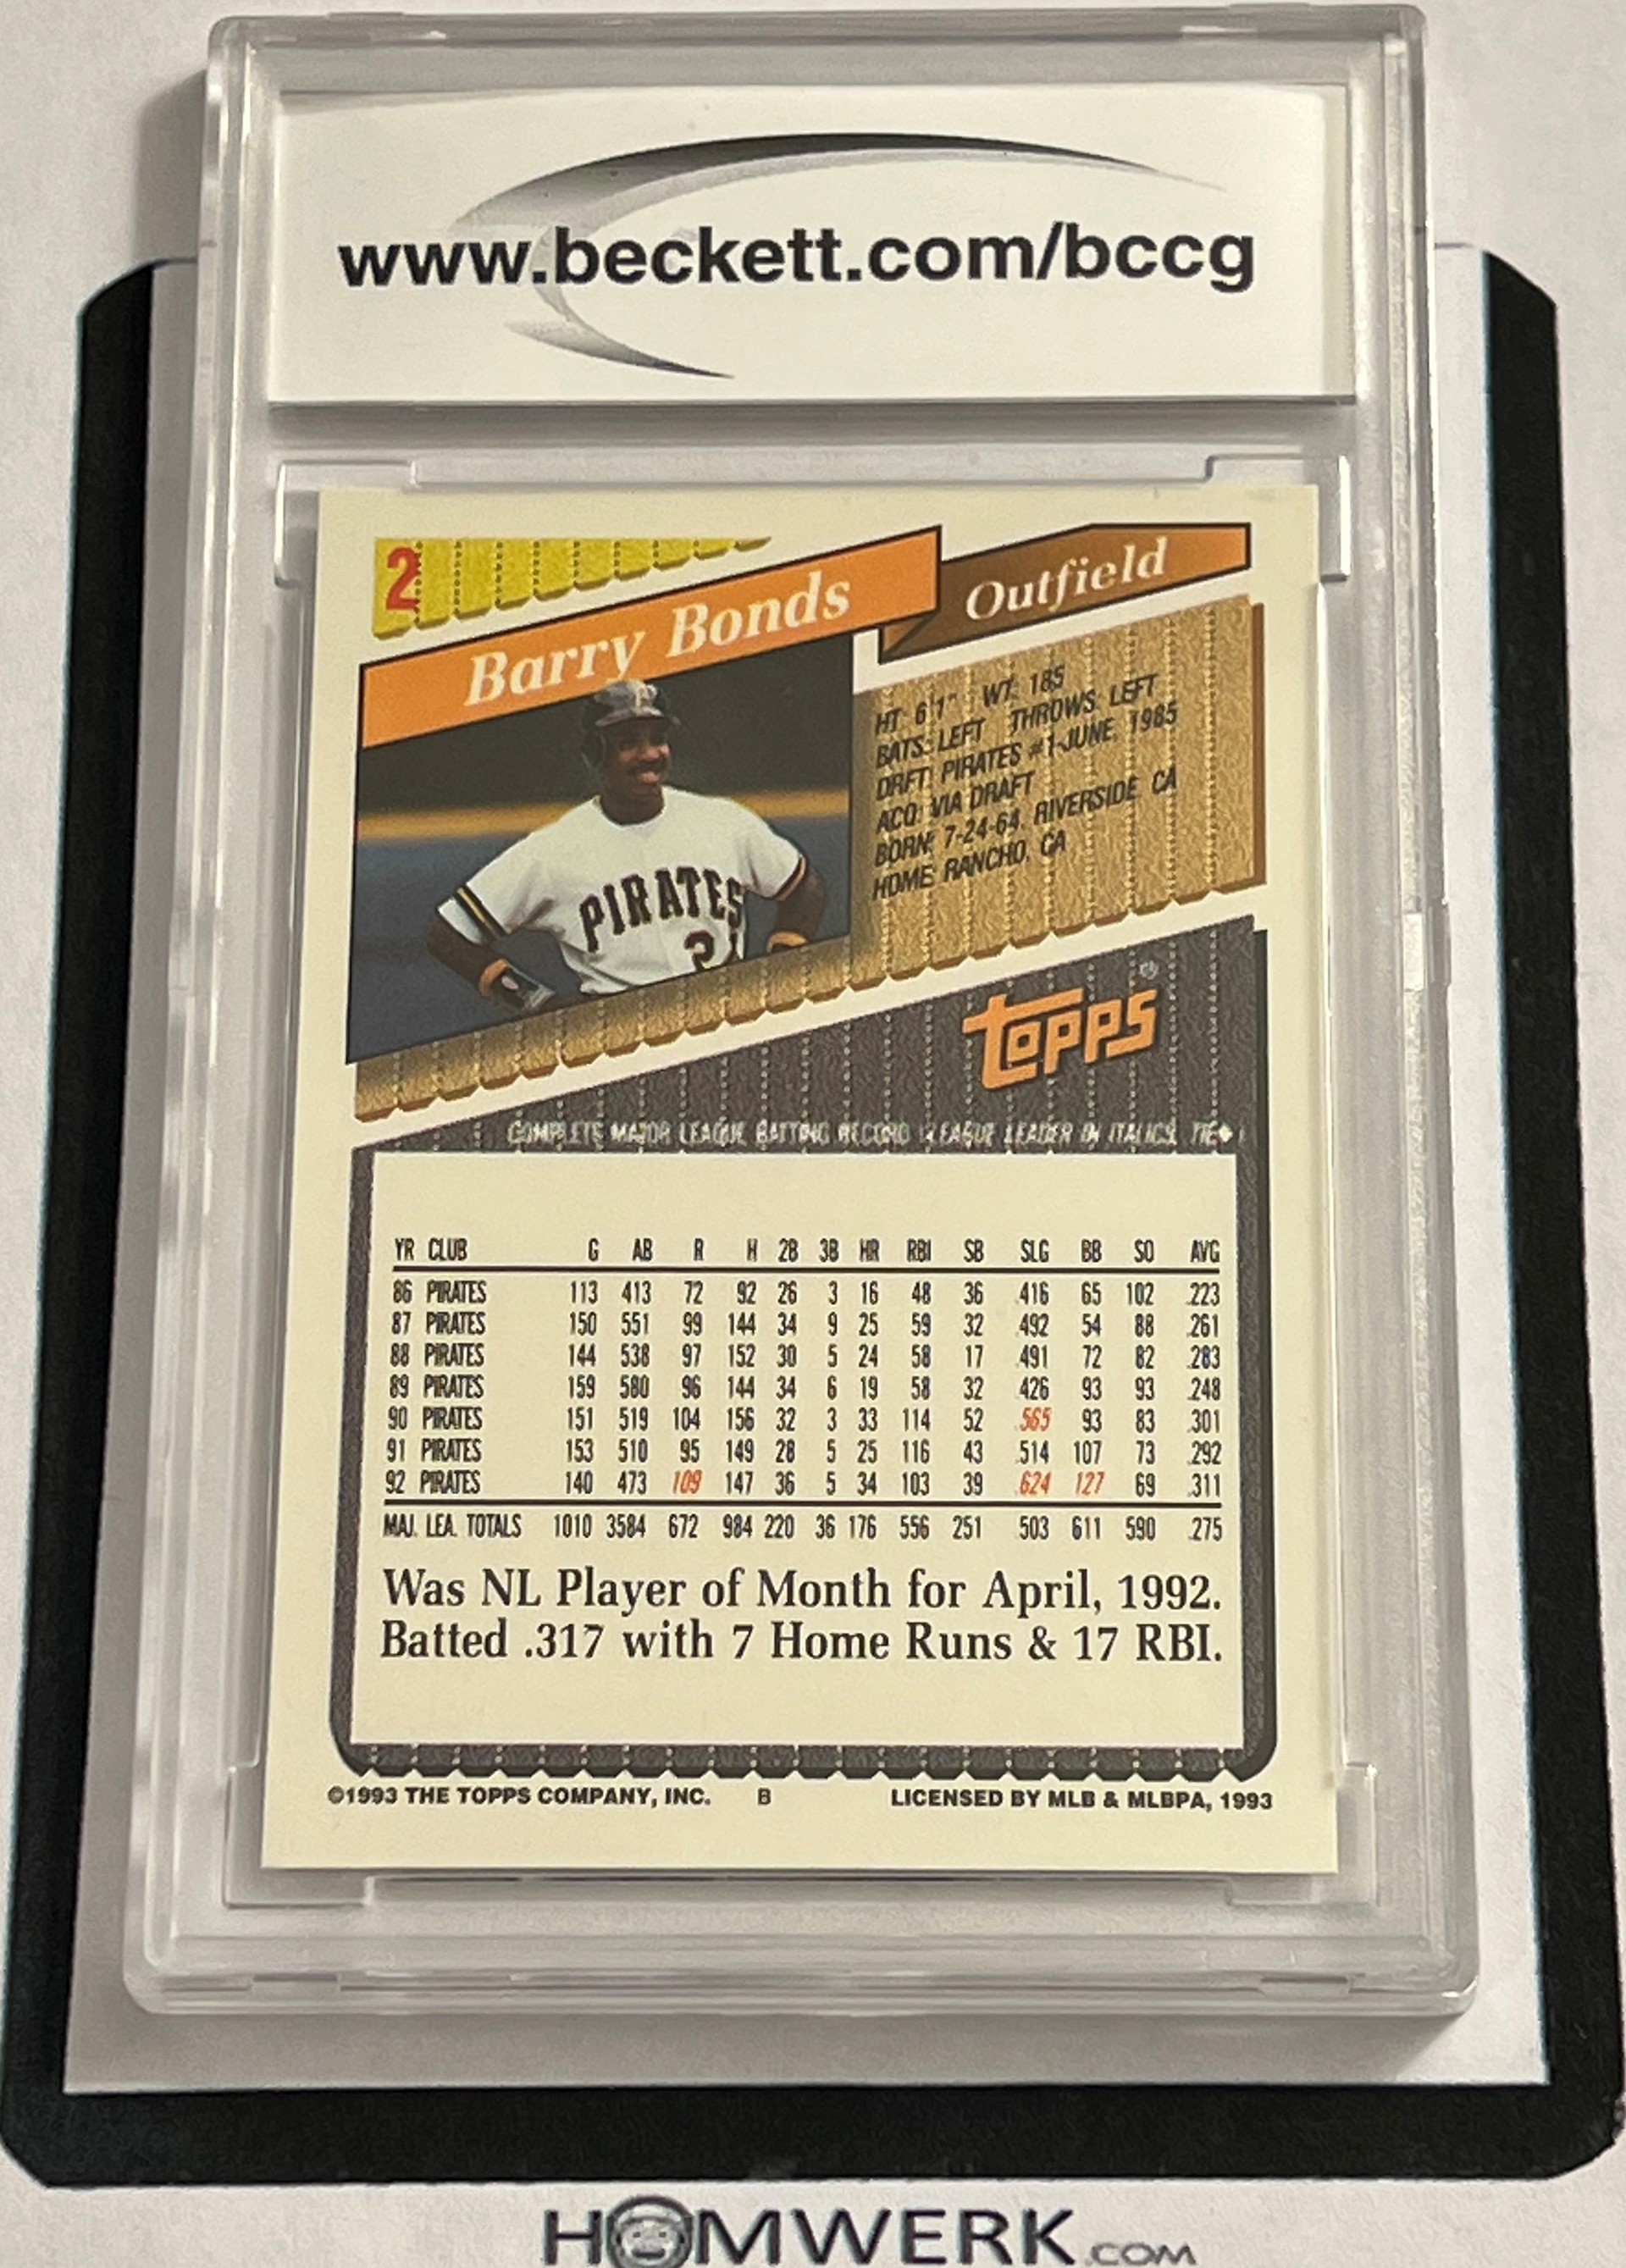 www.beckett.com/bccg
2
Barry Bonds
Outfield
HT: 6'1" WT: 185
BATS: LEFT THROWS: LEFT
DRFT: PIRATES #1-JUNE, 1985
ACQ: VIA DRAFT
BORN: 7-24-64, RIVERSIDE, CA
HOME: RANCHO, CA
PIRATES
TOPPS®
COMPLETE MAJOR LEAGUE BATTING RECORD (LEAGUE LEADER IN ITALICS, TIE◆)
YR CLUB G AB R H 2B 3B HR RBI SB SLG BB SO AVG
86 PIRATES 113 413 72 92 26 3 16 48 36 .416 65 102 .223
87 PIRATES 150 551 99 144 34 9 25 59 32 .492 54 88 .261
88 PIRATES 144 538 97 152 30 5 24 58 17 .491 72 82 .283
89 PIRATES 159 580 96 144 34 6 19 58 32 .426 93 93 .248
90 PIRATES 151 519 104 156 32 3 33 114 52 .565 93 83 .301
91 PIRATES 153 510 95 149 28 5 25 116 43 .514 107 73 .292
92 PIRATES 140 473 109 147 36 5 34 103 39 .624 127 69 .311
MAJ. LEA. TOTALS 1010 3584 672 984 220 36 176 556 251 .503 611 590 .275
Was NL Player of Month for April, 1992.
Batted .317 with 7 Home Runs & 17 RBI.
©1993 THE TOPPS COMPANY, INC. B LICENSED BY MLB & MLBPA, 1993
HOMWERK.COM